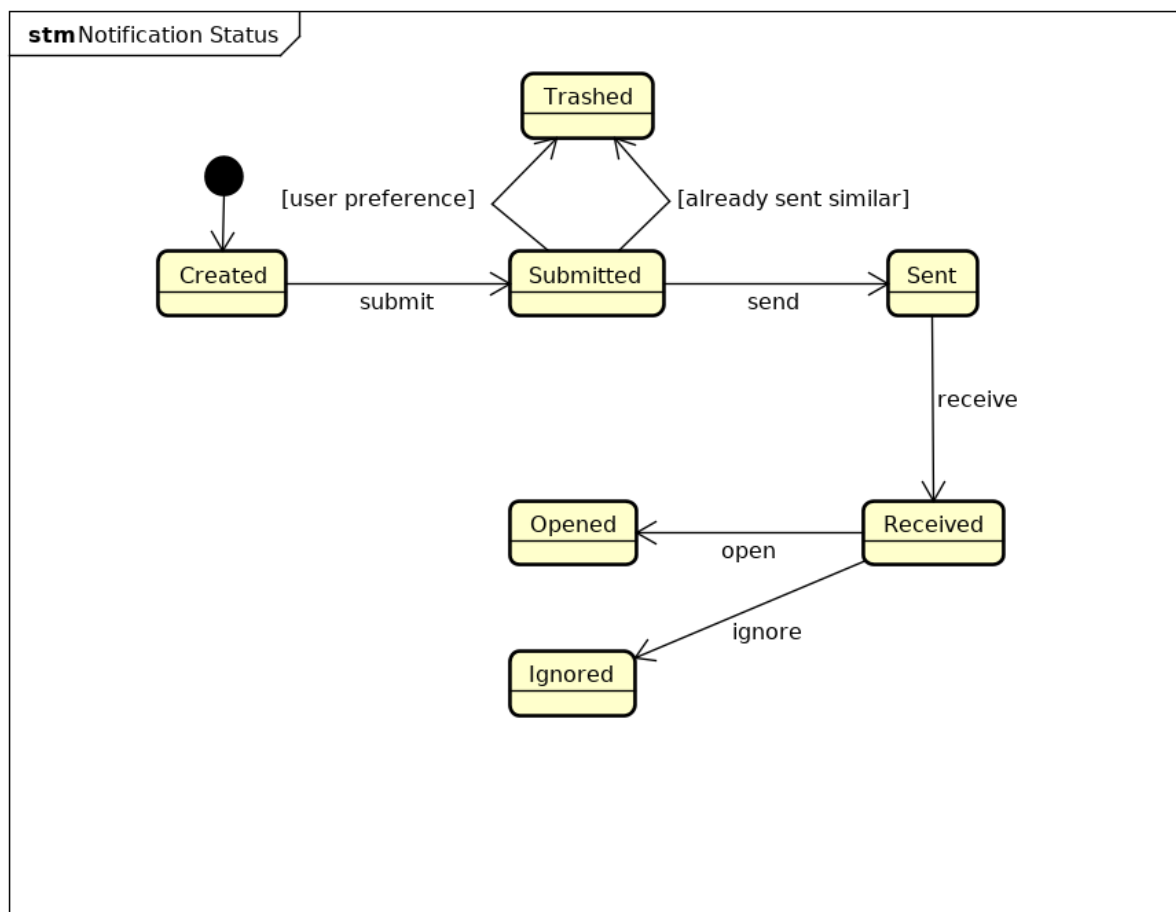 stm Notification Status
Trashed
[user preference]
[already sent similar]
Created
submit
Submitted
send
Sent
receive
Opened
open
Received
ignore
Ignored